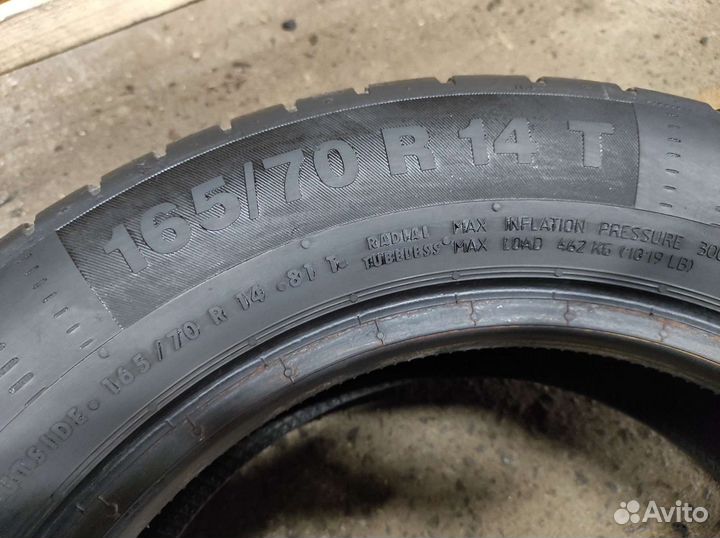 165/70 R 14 T
RADIAL MAX INFLATION PRESSURE 300
TUBELESS MAX LOAD 462 KG (1019 LB)
165/70 R 14 . 81 T.
Avito